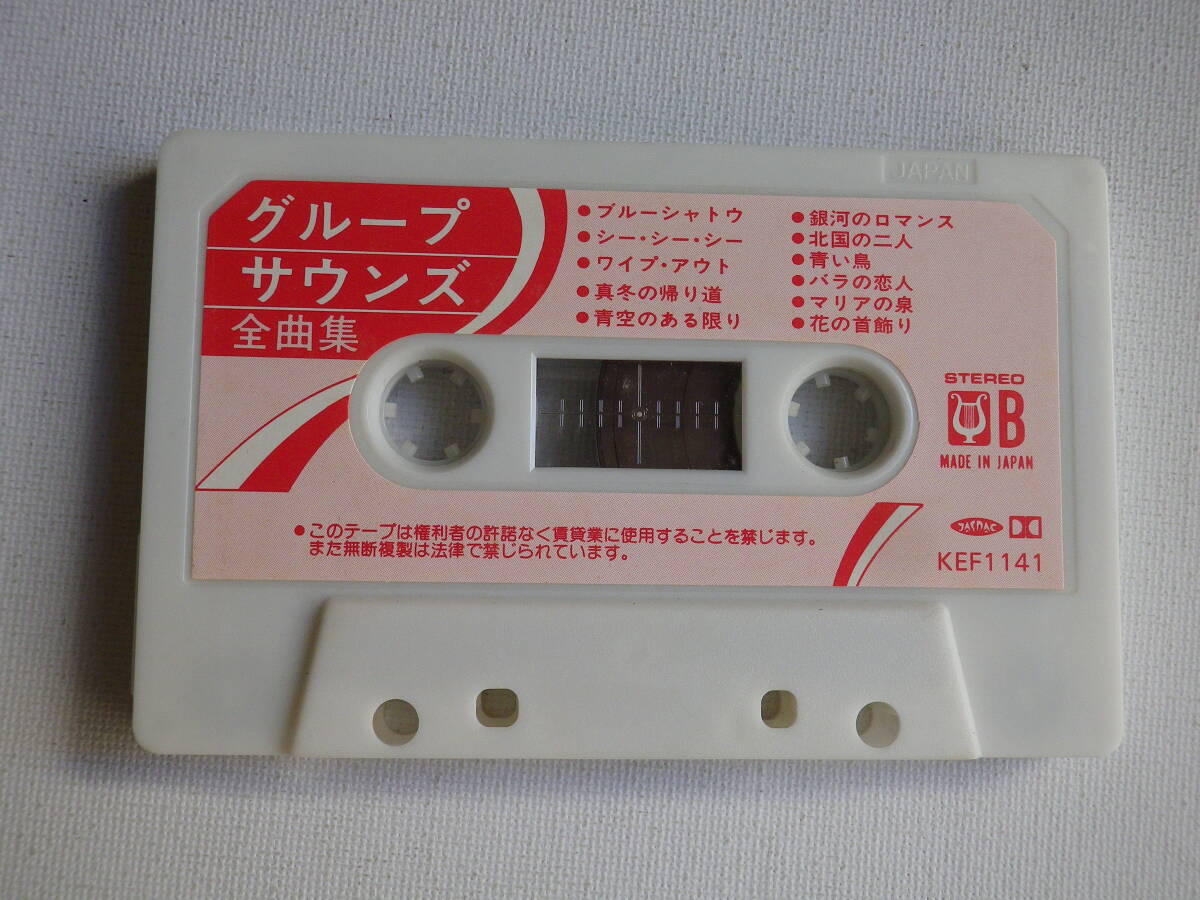 JAPAN
グループ
サウンズ
全曲集
●ブルーシャトウ
●シー・シー・シー
●ワイプ・アウト
●真冬の帰り道
●青空のある限り
●銀河のロマンス
●北国の二人
●青い鳥
●バラの恋人
●マリアの泉
●花の首飾り
STEREO
B
MADE IN JAPAN
●このテープは権利者の許諾なく賃貸業に使用することを禁じます。
また無断複製は法律で禁じられています。
JASRAC
KEF1141